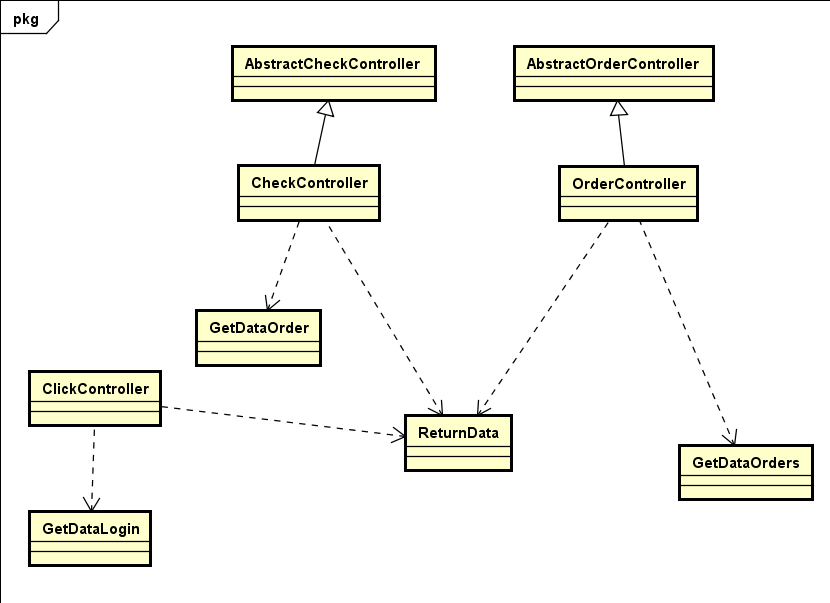 pkg
AbstractCheckController
AbstractOrderController
CheckController
OrderController
GetDataOrder
ClickController
ReturnData
GetDataOrders
GetDataLogin